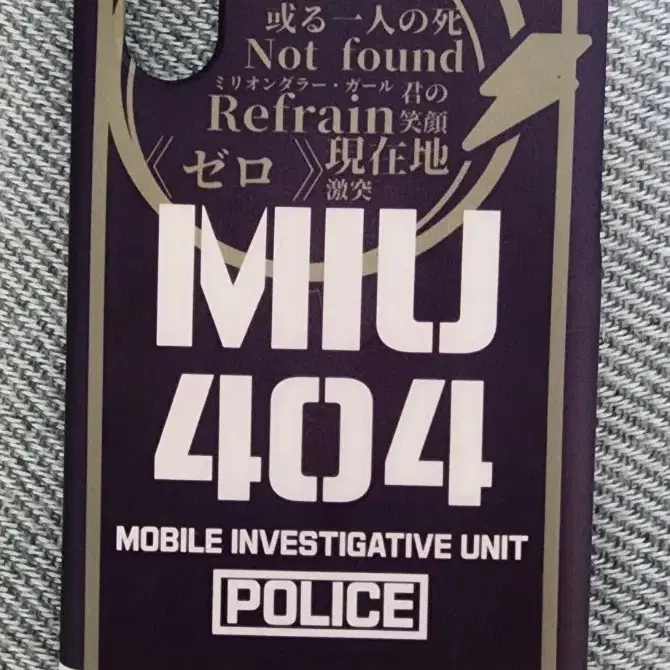 或る一人の死
Not found
ミリオンダラー・ガール 君の
Refrain 笑顔
《ゼロ》現在地
激突
MIU
404
MOBILE INVESTIGATIVE UNIT
POLICE